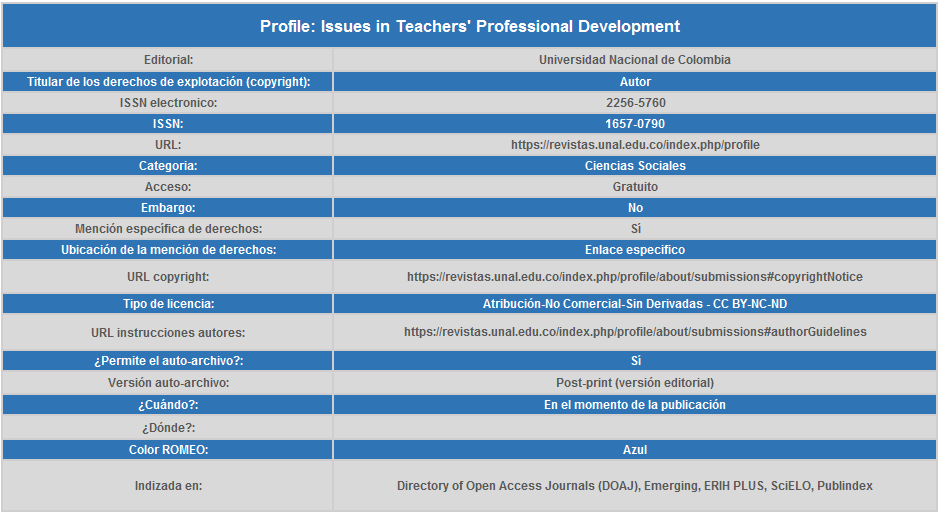 Profile: Issues in Teachers' Professional Development
Editorial: Universidad Nacional de Colombia
Titular de los derechos de explotación (copyright): Autor
ISSN electronico: 2256-5760
ISSN: 1657-0790
URL: https://revistas.unal.edu.co/index.php/profile
Categoria: Ciencias Sociales
Acceso: Gratuito
Embargo: No
Mención específica de derechos: Sí
Ubicación de la mención de derechos: Enlace especifico
URL copyright: https://revistas.unal.edu.co/index.php/profile/about/submissions#copyrightNotice
Tipo de licencia: Atribución-No Comercial-Sin Derivadas - CC BY-NC-ND
URL instrucciones autores: https://revistas.unal.edu.co/index.php/profile/about/submissions#authorGuidelines
¿Permite el auto-archivo?: Sí
Versión auto-archivo: Post-print (versión editorial)
¿Cuándo?: En el momento de la publicación
¿Dónde?:
Color ROMEO: Azul
Indizada en: Directory of Open Access Journals (DOAJ), Emerging, ERIH PLUS, SciELO, Publindex